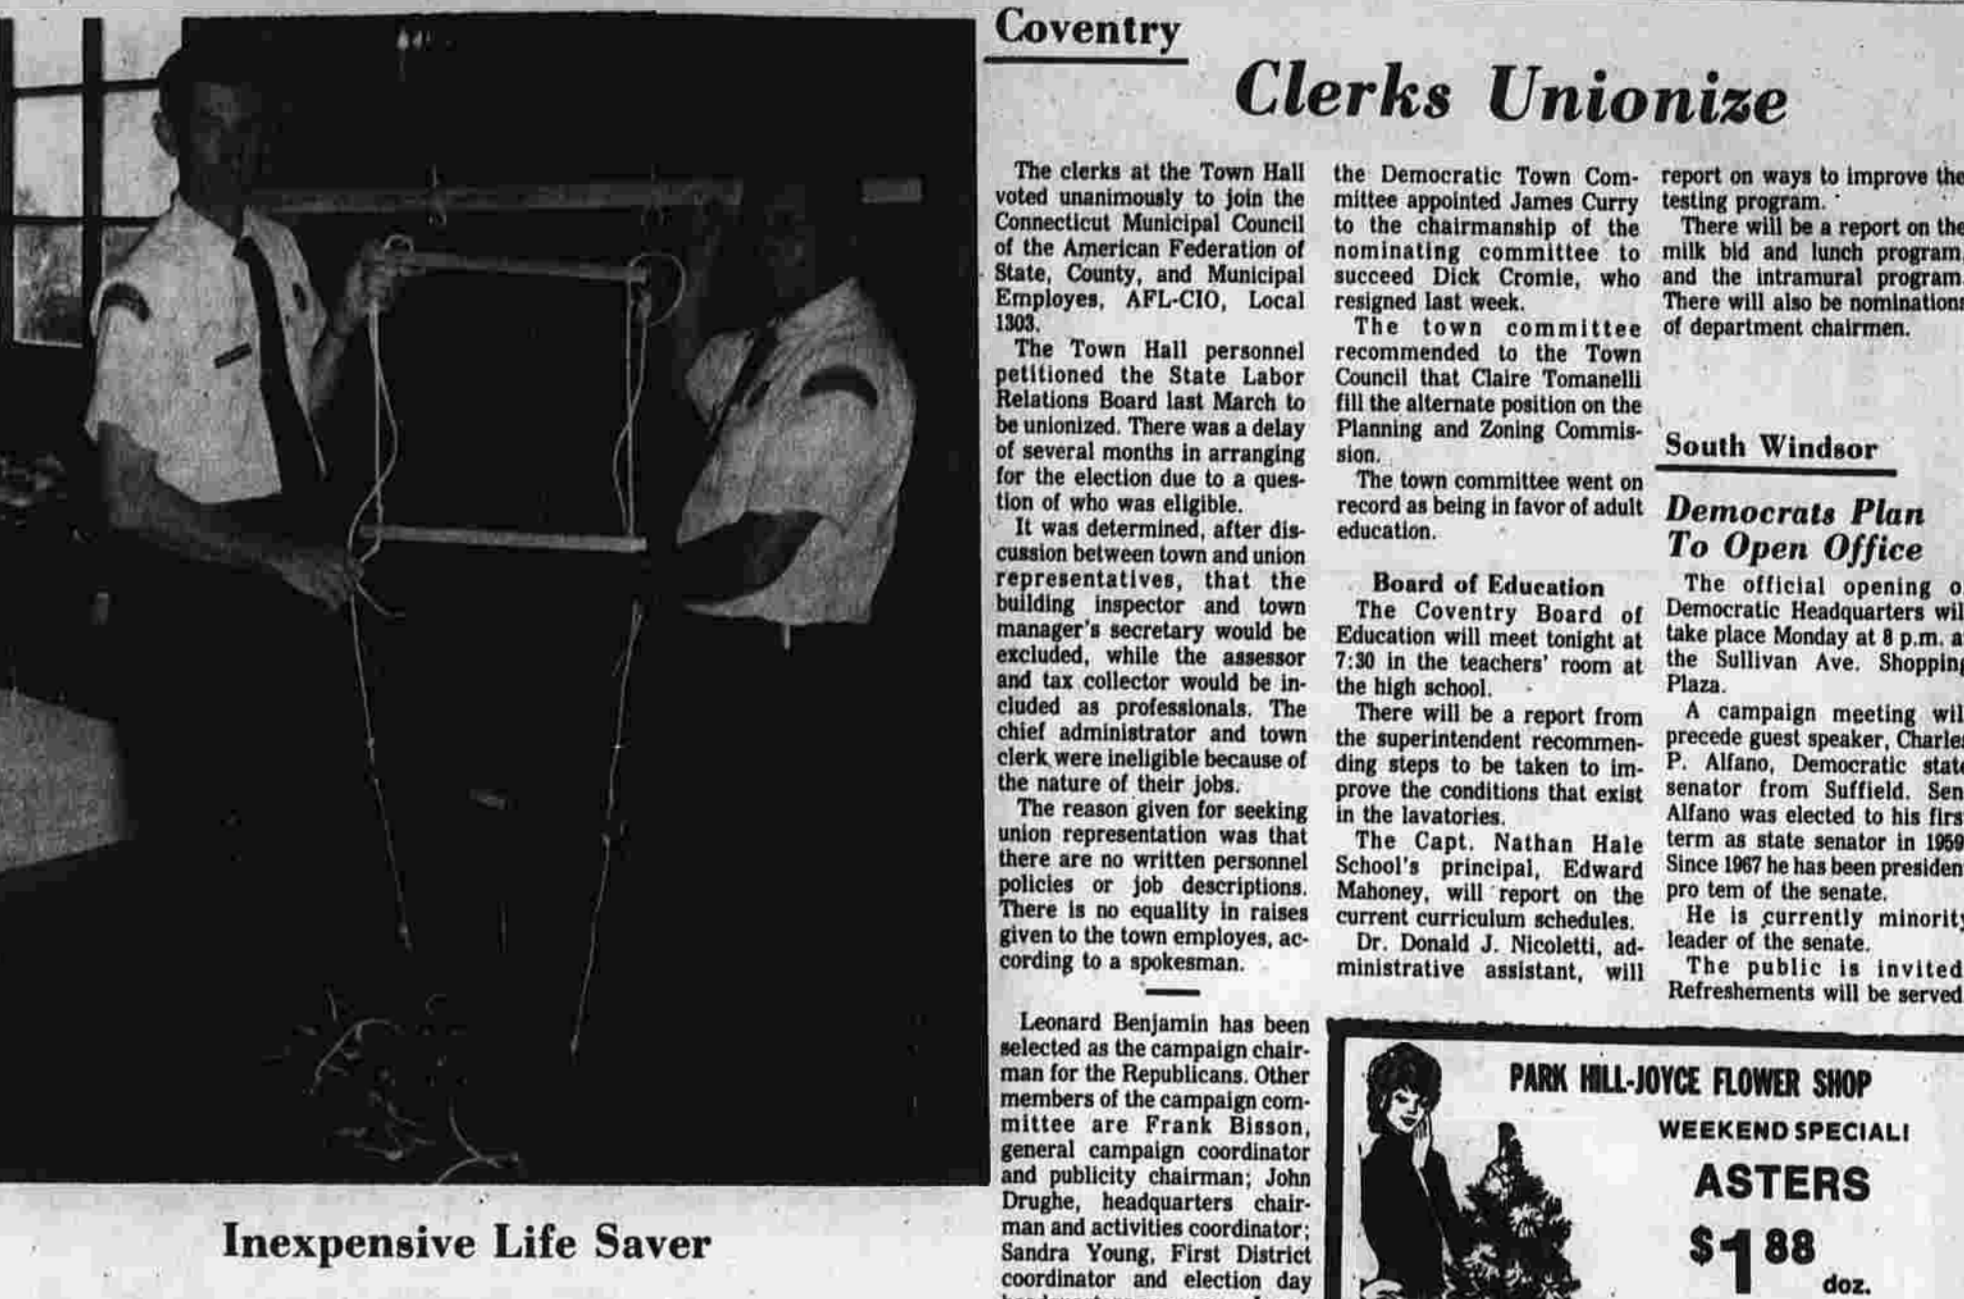 Coventry
Clerks Unionize
The clerks at the Town Hall
voted unanimously to join the
Connecticut Municipal Council
of the American Federation of
State, County, and Municipal
Employes, AFL-CIO, Local
1303.
The Town Hall personnel
petitioned the State Labor
Relations Board last March to
be unionized. There was a delay
of several months in arranging
for the election due to a ques-
tion of who was eligible.
It was determined, after dis-
cussion between town and union
representatives, that the
building inspector and town
manager's secretary would be
excluded, while the assessor
and tax collector would be in-
cluded as professionals. The
chief administrator and town
clerk were ineligible because of
the nature of their jobs.
The reason given for seeking
union representation was that
there are no written personnel
policies or job descriptions.
There is no equality in raises
given to the town employes, ac-
cording to a spokesman.
Leonard Benjamin has been
selected as the campaign chair-
man for the Republicans. Other
members of the campaign com-
mittee are Frank Bisson,
general campaign coordinator
and publicity chairman; John
Drughe, headquarters chair-
man and activities coordinator;
Sandra Young, First District
coordinator and election day
the Democratic Town Com-
mittee appointed James Curry
to the chairmanship of the
nominating committee to
succeed Dick Cromie, who
resigned last week.
The town committee
recommended to the Town
Council that Claire Tomanelli
fill the alternate position on the
Planning and Zoning Commis-
sion.
The town committee went on
record as being in favor of adult
education.
Board of Education
The Coventry Board of
Education will meet tonight at
7:30 in the teachers' room at
the high school.
There will be a report from
the superintendent recommen-
ding steps to be taken to im-
prove the conditions that exist
in the lavatories.
The Capt. Nathan Hale
School's principal, Edward
Mahoney, will report on the
current curriculum schedules.
Dr. Donald J. Nicoletti, ad-
ministrative assistant, will
report on ways to improve the
testing program.
There will be a report on the
milk bid and lunch program,
and the intramural program.
There will also be nominations
of department chairmen.
South Windsor
Democrats Plan
To Open Office
The official opening o
Democratic Headquarters wil
take place Monday at 8 p.m. a
the Sullivan Ave. Shopping
Plaza.
A campaign meeting wil
precede guest speaker, Charles
P. Alfano, Democratic state
senator from Suffield. Sen
Alfano was elected to his firs
term as state senator in 1959
Since 1967 he has been presiden
pro tem of the senate.
He is currently minority
leader of the senate.
The public is invited
Refreshements will be served
PARK HILL-JOYCE FLOWER SHOP
WEEKEND SPECIAL!
ASTERS
$1 88
doz.
Inexpensive Life Saver